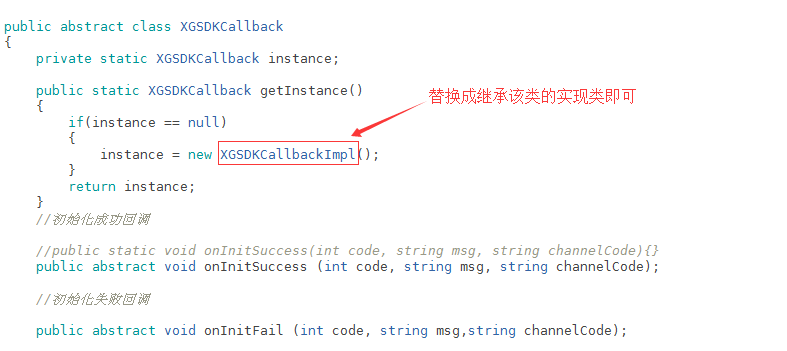 public abstract class XGSDKCallback
{
    private static XGSDKCallback instance;
    public static XGSDKCallback getInstance()
    {
        if(instance == null)
        {
            instance = new XGSDKCallbackImpl();
        }
        return instance;
    }
替换成继承该类的实现类即可
    //初始化成功回调
    //public static void onInitSuccess(int code, string msg, string channelCode){}
    public abstract void onInitSuccess (int code, string msg, string channelCode);
    //初始化失败回调
    public abstract void onInitFail (int code, string msg,string channelCode);